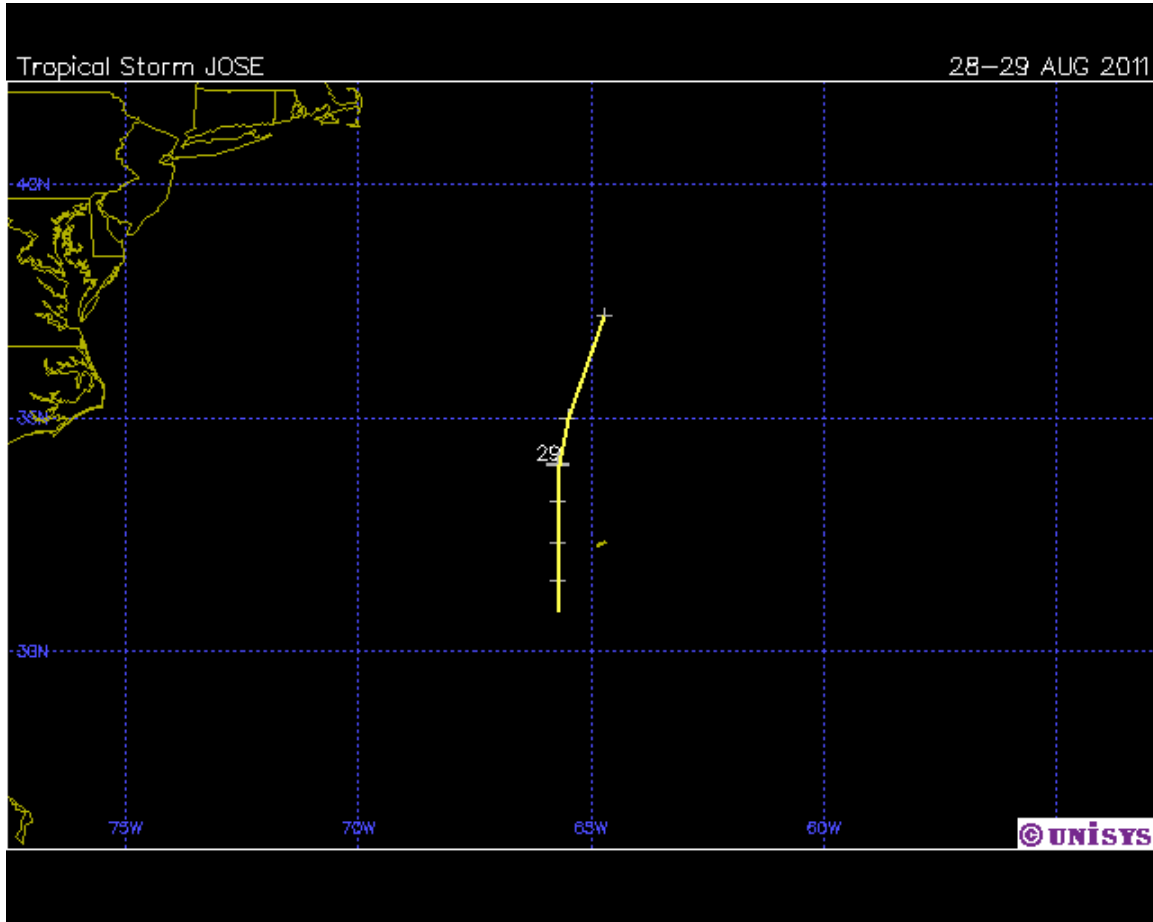 Tropical Storm JOSE
28-29 AUG 2011
40N
35N
29
30N
75W 70W 65W 60W
© UNiSYS